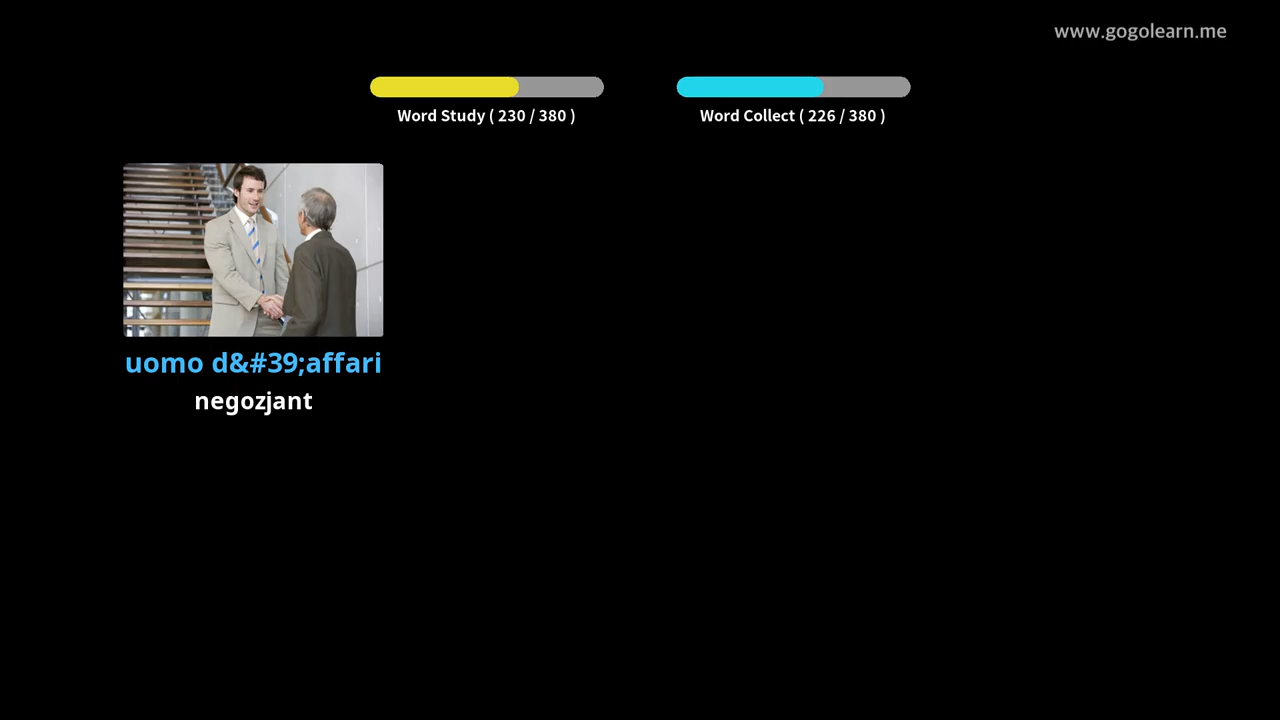 www.gogolearn.me
Word Study ( 230 / 380 )
Word Collect ( 226 / 380 )
uomo d&#39;affari
negozjant